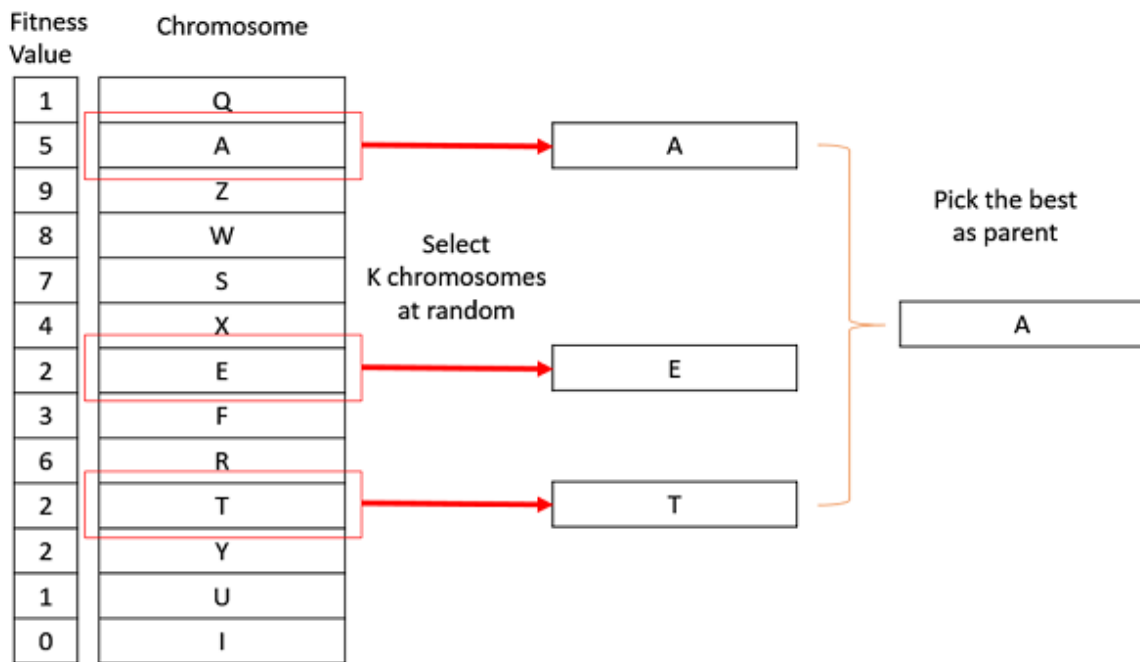 Fitness
Value
Chromosome
1 Q
5 A
9 Z
8 W
7 S
4 X
2 E
3 F
6 R
2 T
2 Y
1 U
0 I
Select
K chromosomes
at random
A
E
T
Pick the best
as parent
A